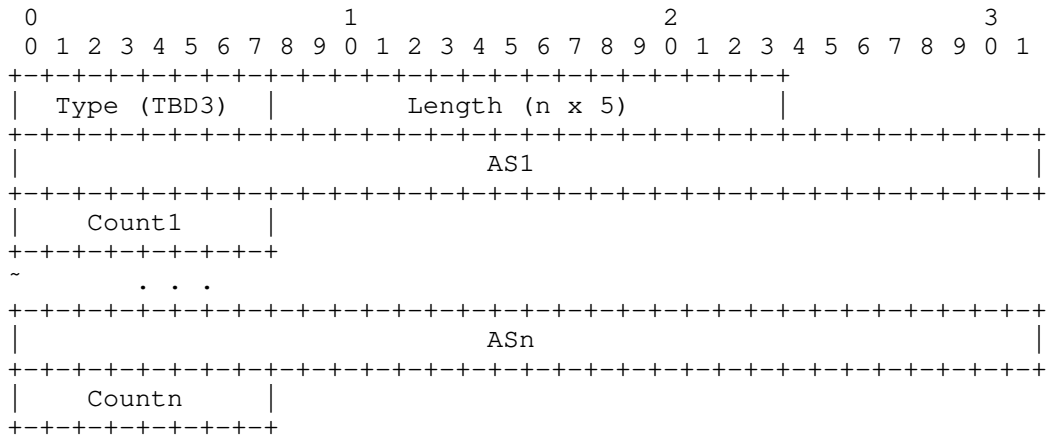 0                   1                   2                   3
 0 1 2 3 4 5 6 7 8 9 0 1 2 3 4 5 6 7 8 9 0 1 2 3 4 5 6 7 8 9 0 1
+-+-+-+-+-+-+-+-+-+-+-+-+-+-+-+-+-+-+-+-+-+-+-+-+
|  Type (TBD3)  |        Length (n x 5)         |
+-+-+-+-+-+-+-+-+-+-+-+-+-+-+-+-+-+-+-+-+-+-+-+-+-+-+-+-+-+-+-+-+
|                             AS1                               |
+-+-+-+-+-+-+-+-+-+-+-+-+-+-+-+-+-+-+-+-+-+-+-+-+-+-+-+-+-+-+-+-+
|    Count1     |
+-+-+-+-+-+-+-+-+
~       . . .
+-+-+-+-+-+-+-+-+-+-+-+-+-+-+-+-+-+-+-+-+-+-+-+-+-+-+-+-+-+-+-+-+
|                             ASn                               |
+-+-+-+-+-+-+-+-+-+-+-+-+-+-+-+-+-+-+-+-+-+-+-+-+-+-+-+-+-+-+-+-+
|    Countn     |
+-+-+-+-+-+-+-+-+